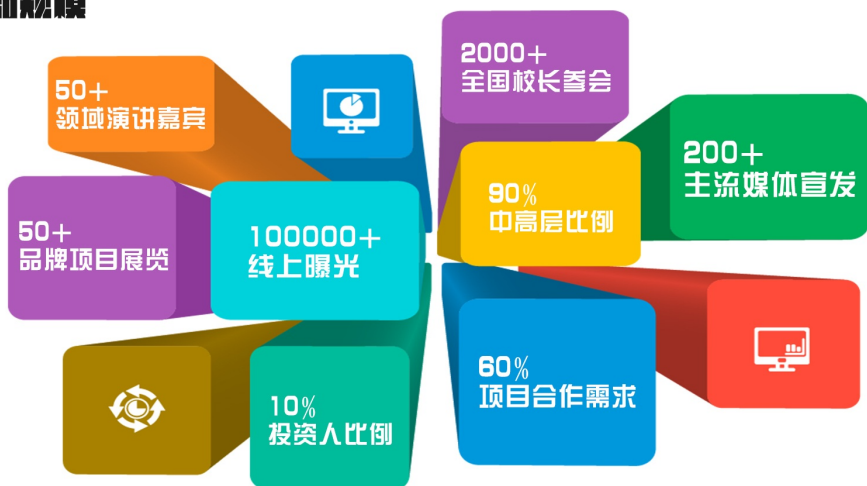 50+
领域演讲嘉宾
2000+
全国校长参会
200+
主流媒体宣发
90%
中高层比例
50+
品牌项目展览
100000+
线上曝光
60%
项目合作需求
10%
投资人比例